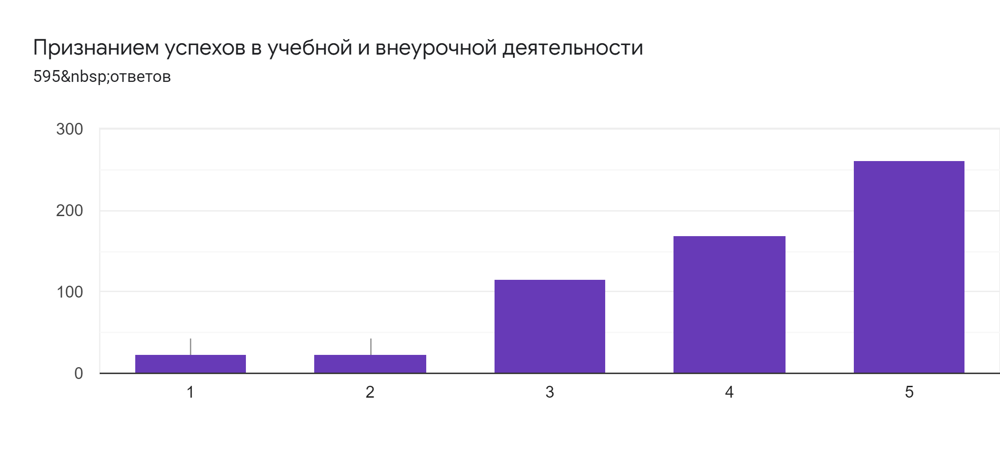 Признанием успехов в учебной и внеурочной деятельности
595&nbsp;ответов
300
200
100
0
1 2 3 4 5